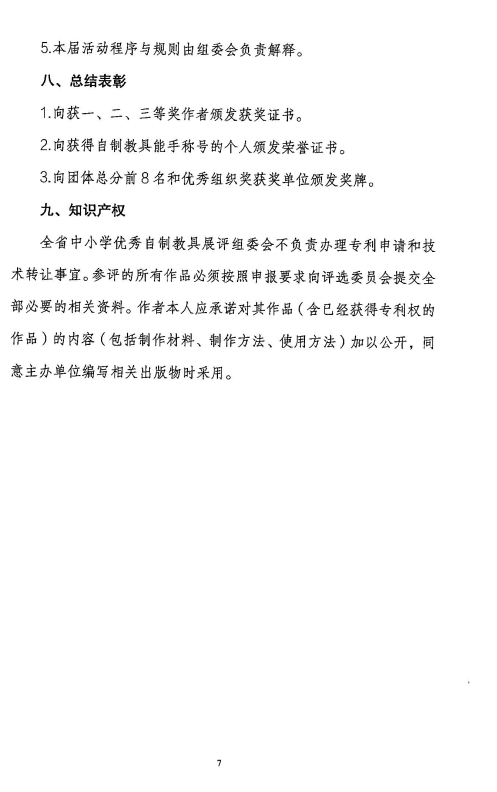 5.本届活动程序与规则由组委会负责解释。
八、总结表彰
1.向获一、二、三等奖作者颁发获奖证书。
2.向获得自制教具能手称号的个人颁发荣誉证书。
3.向团体总分前8名和优秀组织奖获奖单位颁发奖牌。
九、知识产权
全省中小学优秀自制教具展评组委会不负责办理专利申请和技
术转让事宜。参评的所有作品必须按照申报要求向评选委员会提交全
部必要的相关资料。作者本人应承诺对其作品（含已经获得专利权的
作品）的内容（包括制作材料、制作方法、使用方法）加以公开，同
意主办单位编写相关出版物时采用。
7